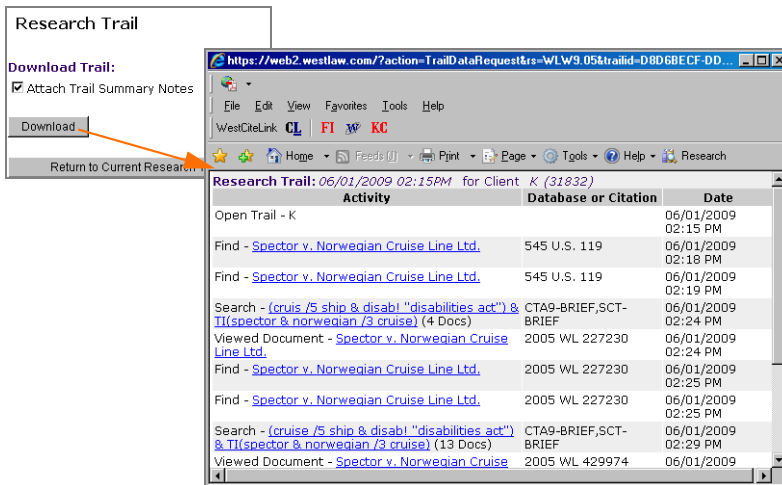 Research Trail
Download Trail:
Attach Trail Summary Notes
Download
Return to Current Research
https://web2.westlaw.com/?action=TrailDataRequest&rs=WLW9.05&trailid=D8D6BECF-DD...
File Edit View Favorites Tools Help
WestCiteLink CL FI W KC
Home Feeds (J) Print Page Tools Help Research
Research Trail: 06/01/2009 02:15PM for Client K (31832)
Activity Database or Citation Date
Open Trail - K 06/01/2009
02:15 PM
Find - Spector v. Norwegian Cruise Line Ltd. 545 U.S. 119 06/01/2009
02:18 PM
Find - Spector v. Norwegian Cruise Line Ltd. 545 U.S. 119 06/01/2009
02:19 PM
Search - (cruis /5 ship & disab! "disabilities act") & CTA9-BRIEF,SCT- 06/01/2009
TI(spector & norwegian /3 cruise) (4 Docs) BRIEF 02:24 PM
Viewed Document - Spector v. Norwegian Cruise 2005 WL 227230 06/01/2009
Line Ltd. 02:24 PM
Find - Spector v. Norwegian Cruise Line Ltd. 2005 WL 227230 06/01/2009
02:25 PM
Find - Spector v. Norwegian Cruise Line Ltd. 2005 WL 227230 06/01/2009
02:25 PM
Search - (cruise /5 ship & disab! "disabilities act") CTA9-BRIEF,SCT- 06/01/2009
& TI(spector & norwegian /3 cruise) (13 Docs) BRIEF 02:29 PM
Viewed Document - Spector v. Norwegian Cruise 2005 WL 429974 06/01/2009